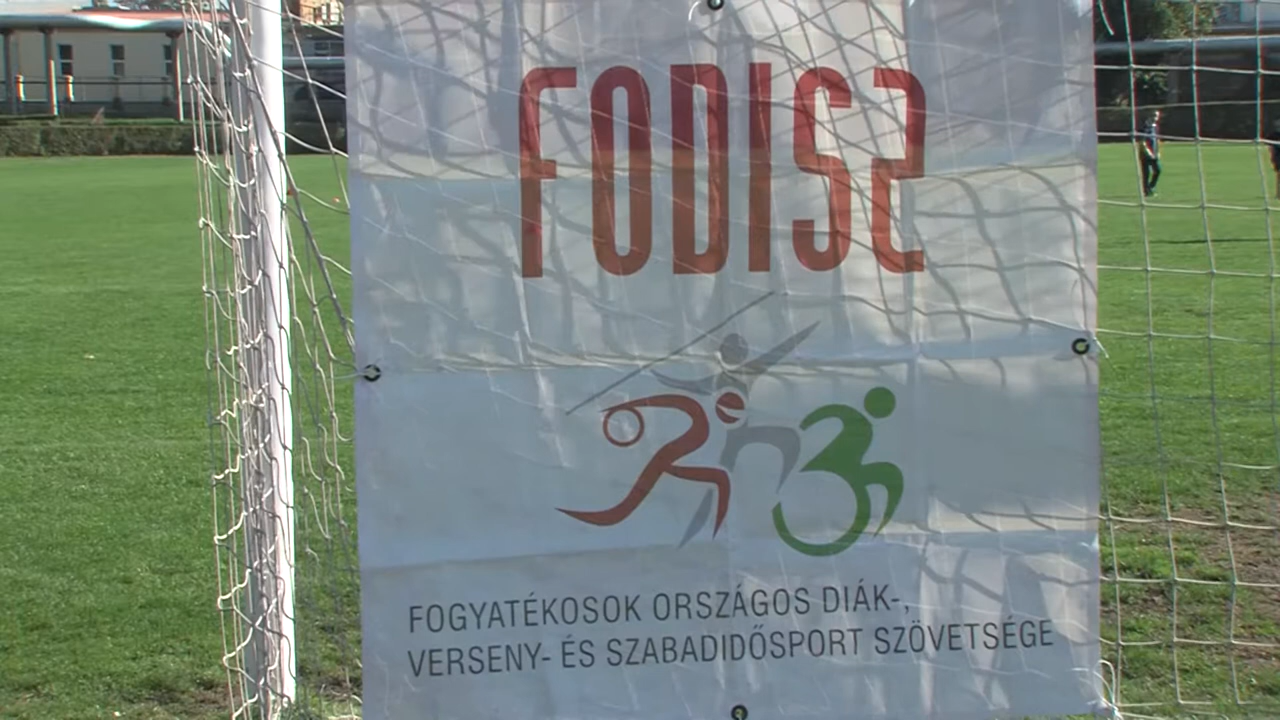 FODISZ
FOGYATÉKOSOK ORSZÁGOS DIÁK-,
VERSENY- ÉS SZABADIDŐSPORT SZÖVETSÉGE